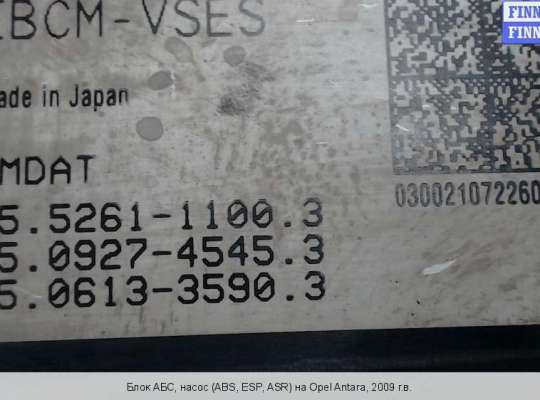 EBCM-VSES
FINN
FINN
ade in Japan
MDAT
030021072260
5.5261-1100.3
5.0927-4545.3
5.0613-3590.3
Блок АБС, насос (ABS, ESP, ASR) на Opel Antara, 2009 г.в.